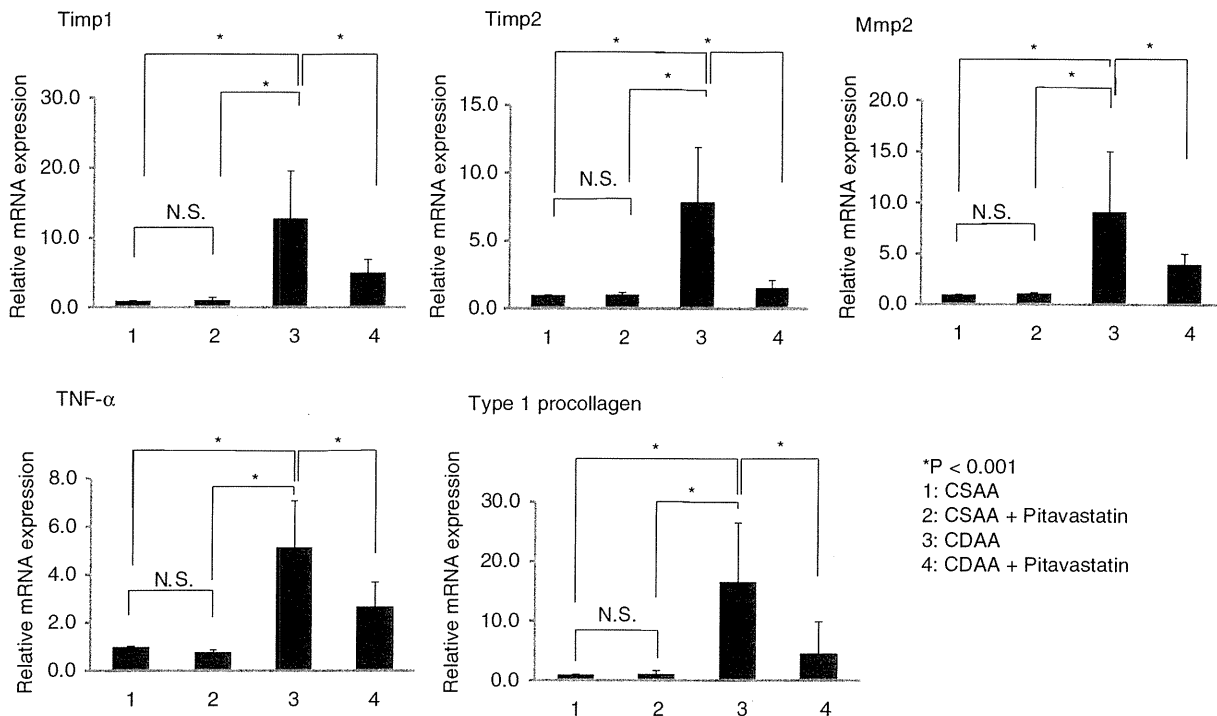 Timp1
Timp2
Mmp2
* *
*
N.S.
Relative mRNA expression
30.0
20.0
10.0
0.0
1 2 3 4
* *
*
N.S.
Relative mRNA expression
15.0
10.0
5.0
0.0
1 2 3 4
* *
*
N.S.
Relative mRNA expression
20.0
15.0
10.0
5.0
0.0
1 2 3 4
TNF-α
Type 1 procollagen
* *
*
N.S.
Relative mRNA expression
8.0
6.0
4.0
2.0
0.0
1 2 3 4
* *
*
N.S.
Relative mRNA expression
30.0
20.0
10.0
0.0
1 2 3 4
*P < 0.001
1: CSAA
2: CSAA + Pitavastatin
3: CDAA
4: CDAA + Pitavastatin